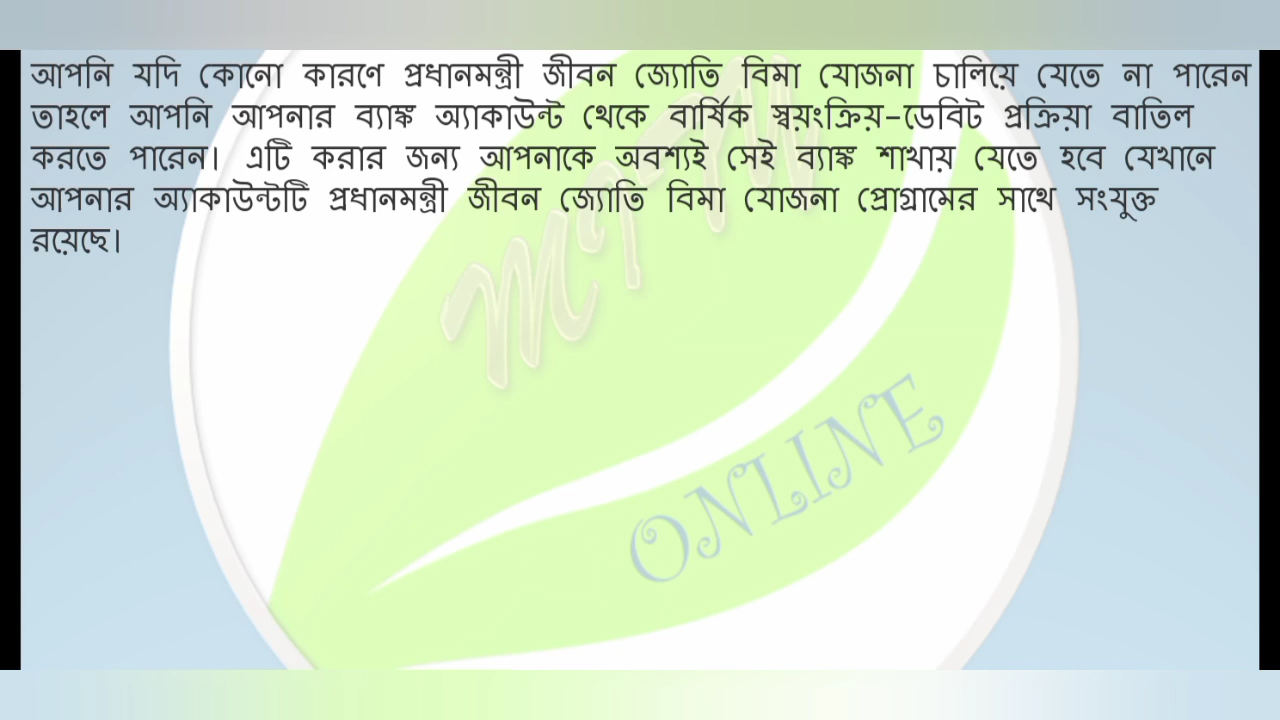 আপনি যদি কোনো কারণে প্রধানমন্ত্রী জীবন জ্যোতি বিমা যোজনা চালিয়ে যেতে না পারেন
তাহলে আপনি আপনার ব্যাঙ্ক অ্যাকাউন্ট থেকে বার্ষিক স্বয়ংক্রিয়-ডেবিট প্রক্রিয়া বাতিল
করতে পারেন। এটি করার জন্য আপনাকে অবশ্যই সেই ব্যাঙ্ক শাখায় যেতে হবে যেখানে
আপনার অ্যাকাউন্টটি প্রধানমন্ত্রী জীবন জ্যোতি বিমা যোজনা প্রোগ্রামের সাথে সংযুক্ত
রয়েছে।
ONLINE